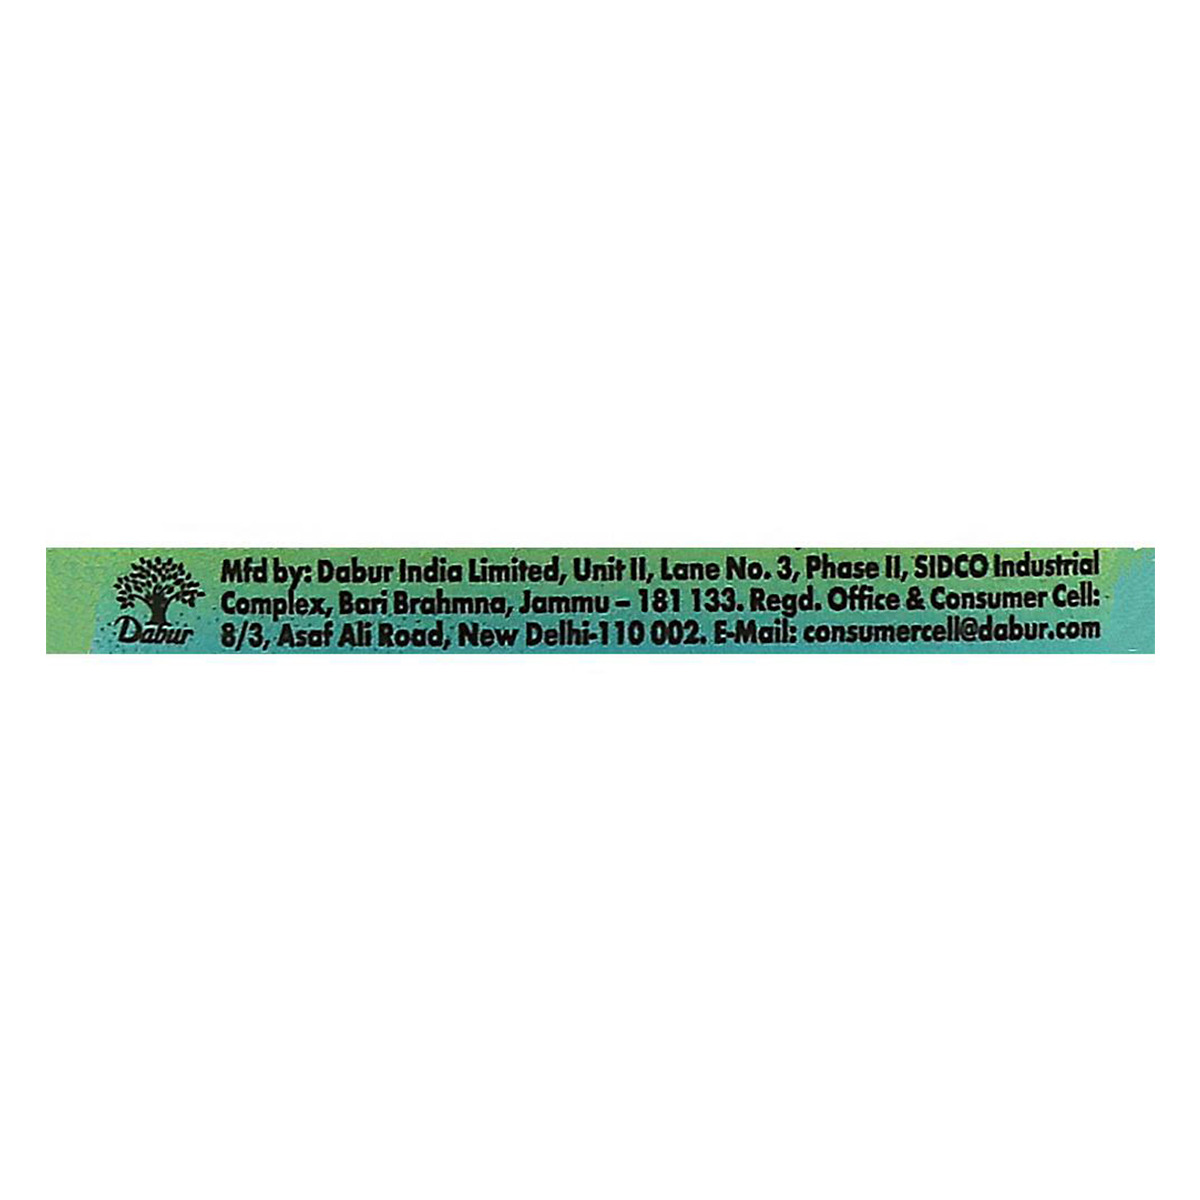 Dabur
Mfd by: Dabur India Limited, Unit II, Lane No. 3, Phase II, SIDCO Industrial
Complex, Bari Brahmna, Jammu – 181 133. Regd. Office & Consumer Cell:
8/3, Asaf Ali Road, New Delhi-110 002. E-Mail: consumercell@dabur.com